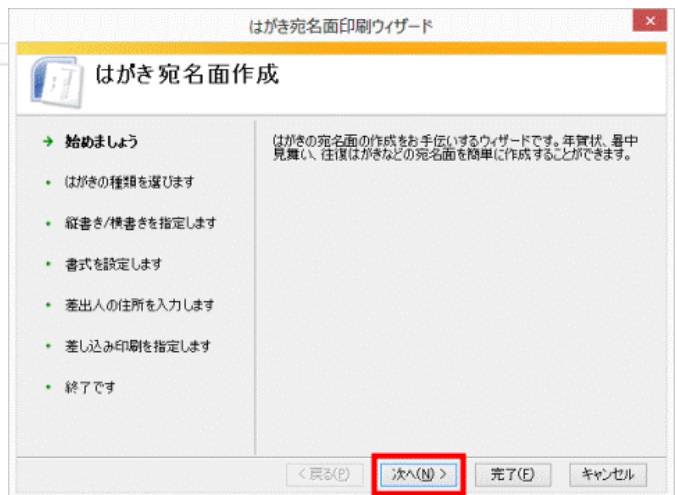 はがき宛名面印刷ウィザード
はがき宛名面作成
始めましょう
はがきの種類を選びます
縦書き/横書きを指定します
書式を設定します
差出人の住所を入力します
差し込み印刷を指定します
終了です
はがきの宛名面の作成をお手伝いするウィザードです。年賀状、暑中
見舞い、往復はがきなどの宛名面を簡単に作成することができます。
< 戻る(P)
次へ(N) >
完了(F)
キャンセル